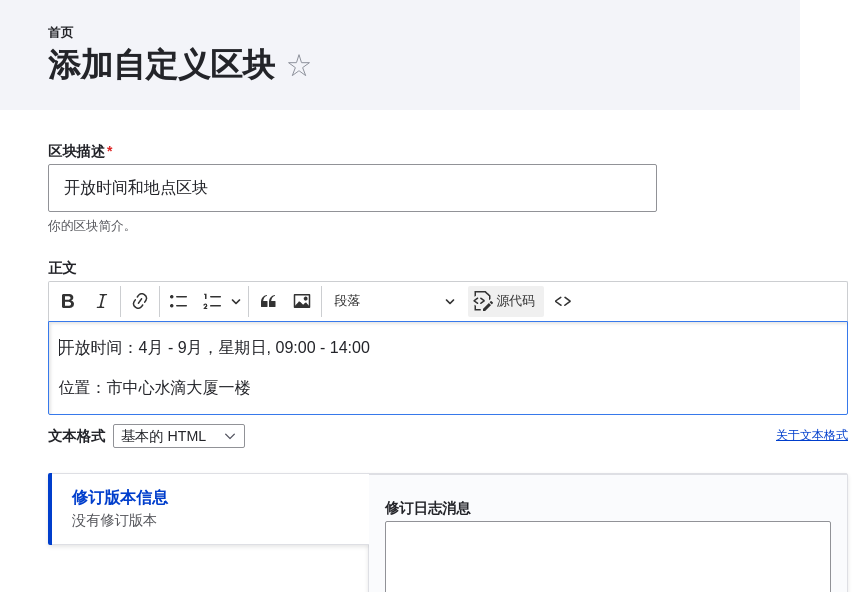 首页
添加自定义区块
区块描述*
开放时间和地点区块
你的区块简介。
正文
B I 段落 源代码
开放时间：4月 - 9月，星期日, 09:00 - 14:00
位置：市中心水滴大厦一楼
文本格式 基本的 HTML 关于文本格式
修订版本信息
没有修订版本
修订日志消息